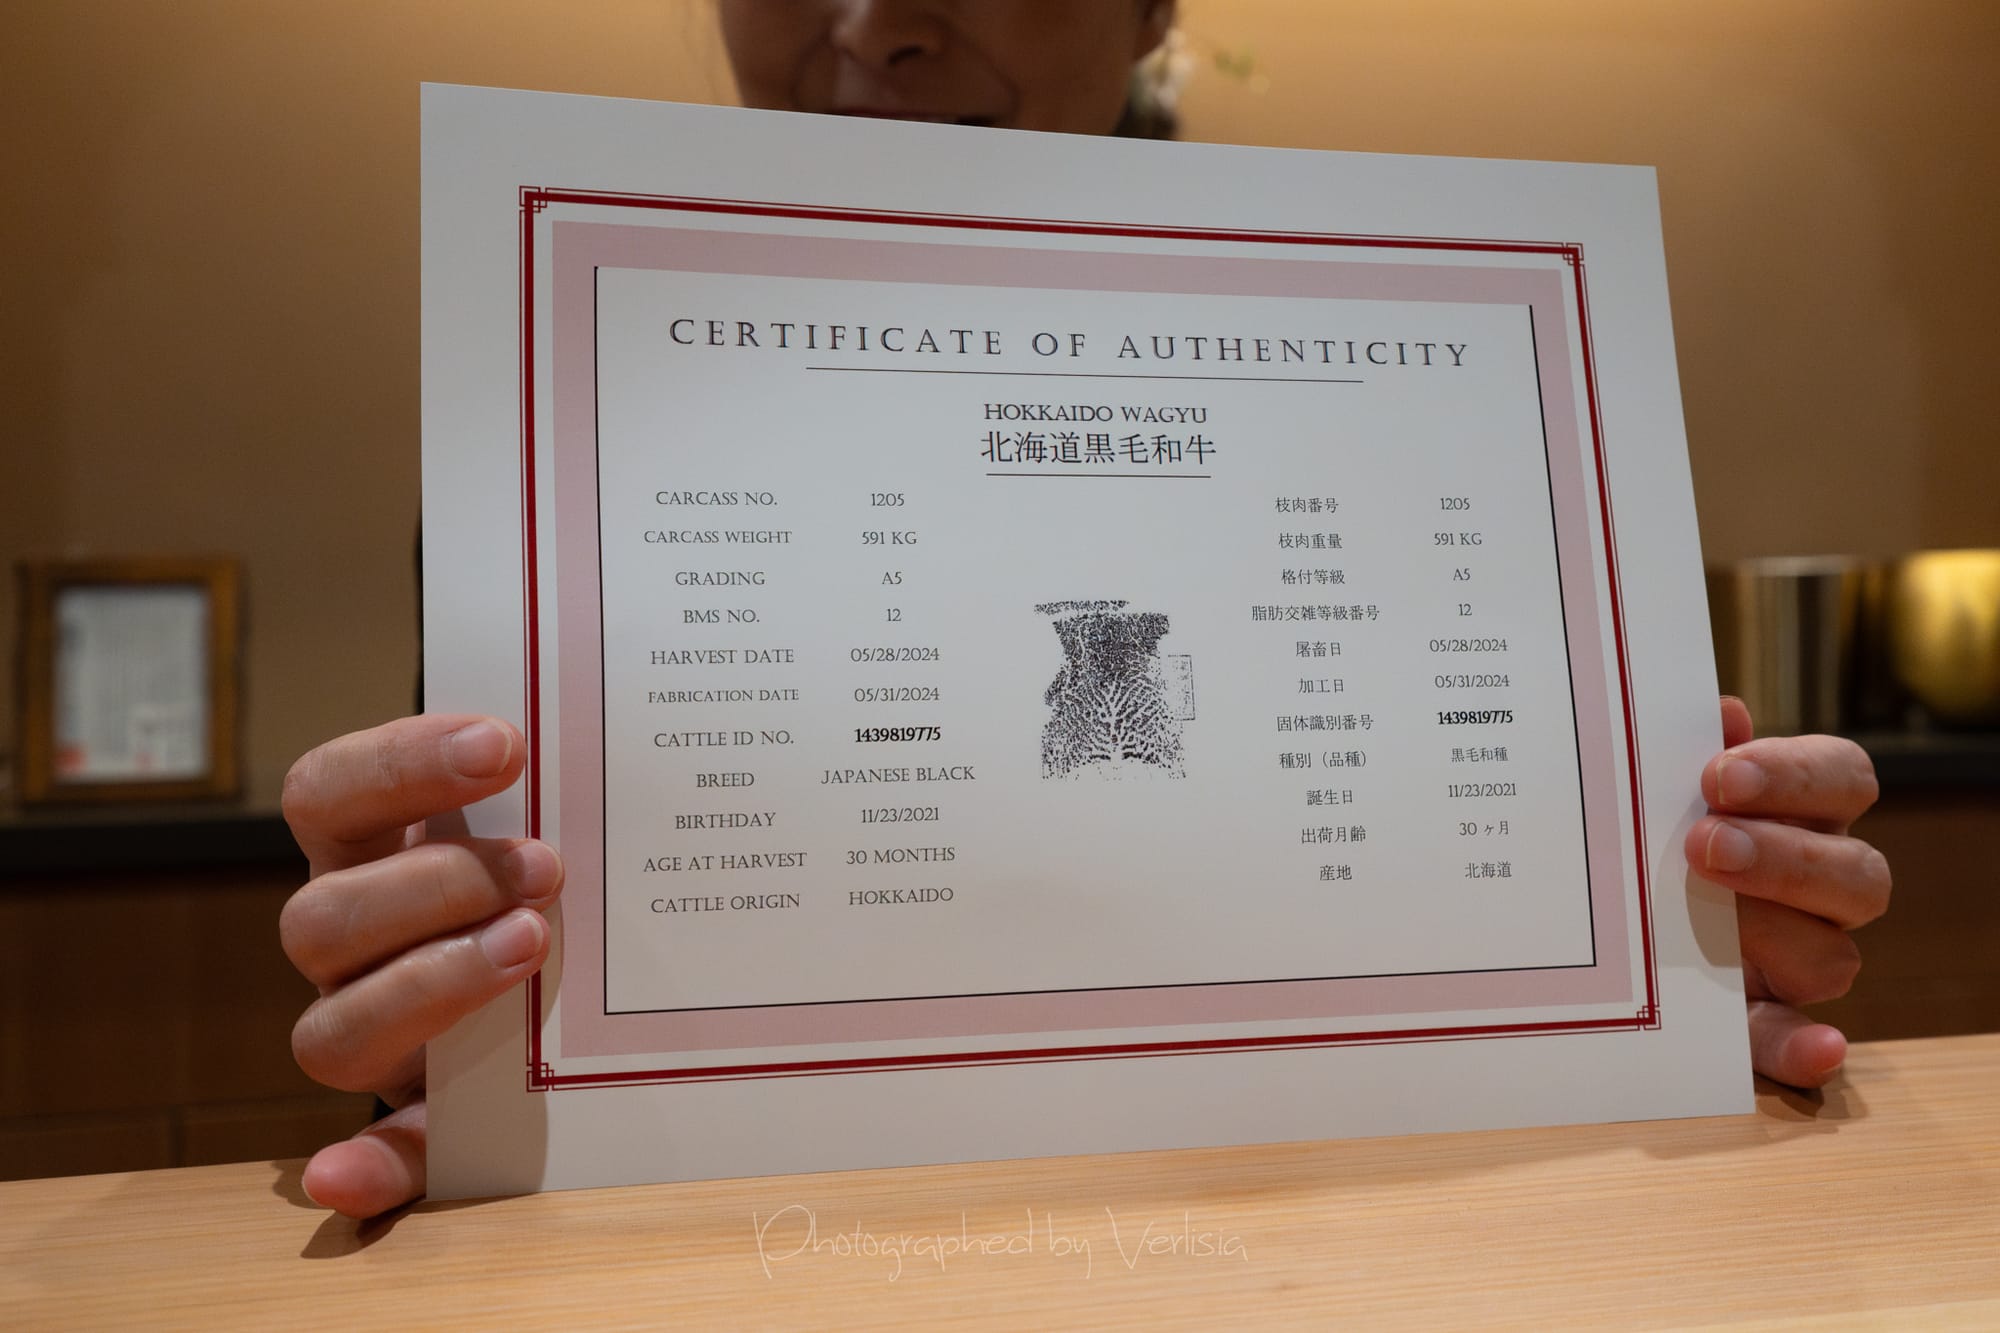 CERTIFICATE OF AUTHENTICITY
HOKKAIDO WAGYU
北海道黒毛和牛
CARCASS NO. 1205
CARCASS WEIGHT 591 KG
GRADING A5
BMS NO. 12
HARVEST DATE 05/28/2024
FABRICATION DATE 05/31/2024
CATTLE ID NO. 1439819775
BREED JAPANESE BLACK
BIRTHDAY 11/23/2021
AGE AT HARVEST 30 MONTHS
CATTLE ORIGIN HOKKAIDO
枝肉番号 1205
枝肉重量 591 KG
格付等級 A5
脂肪交雑等級番号 12
屠畜日 05/28/2024
加工日 05/31/2024
固体識別番号 1439819775
種別（品種） 黒毛和種
誕生日 11/23/2021
出荷月齢 30 ヶ月
産地 北海道
Photographed by Verlisia